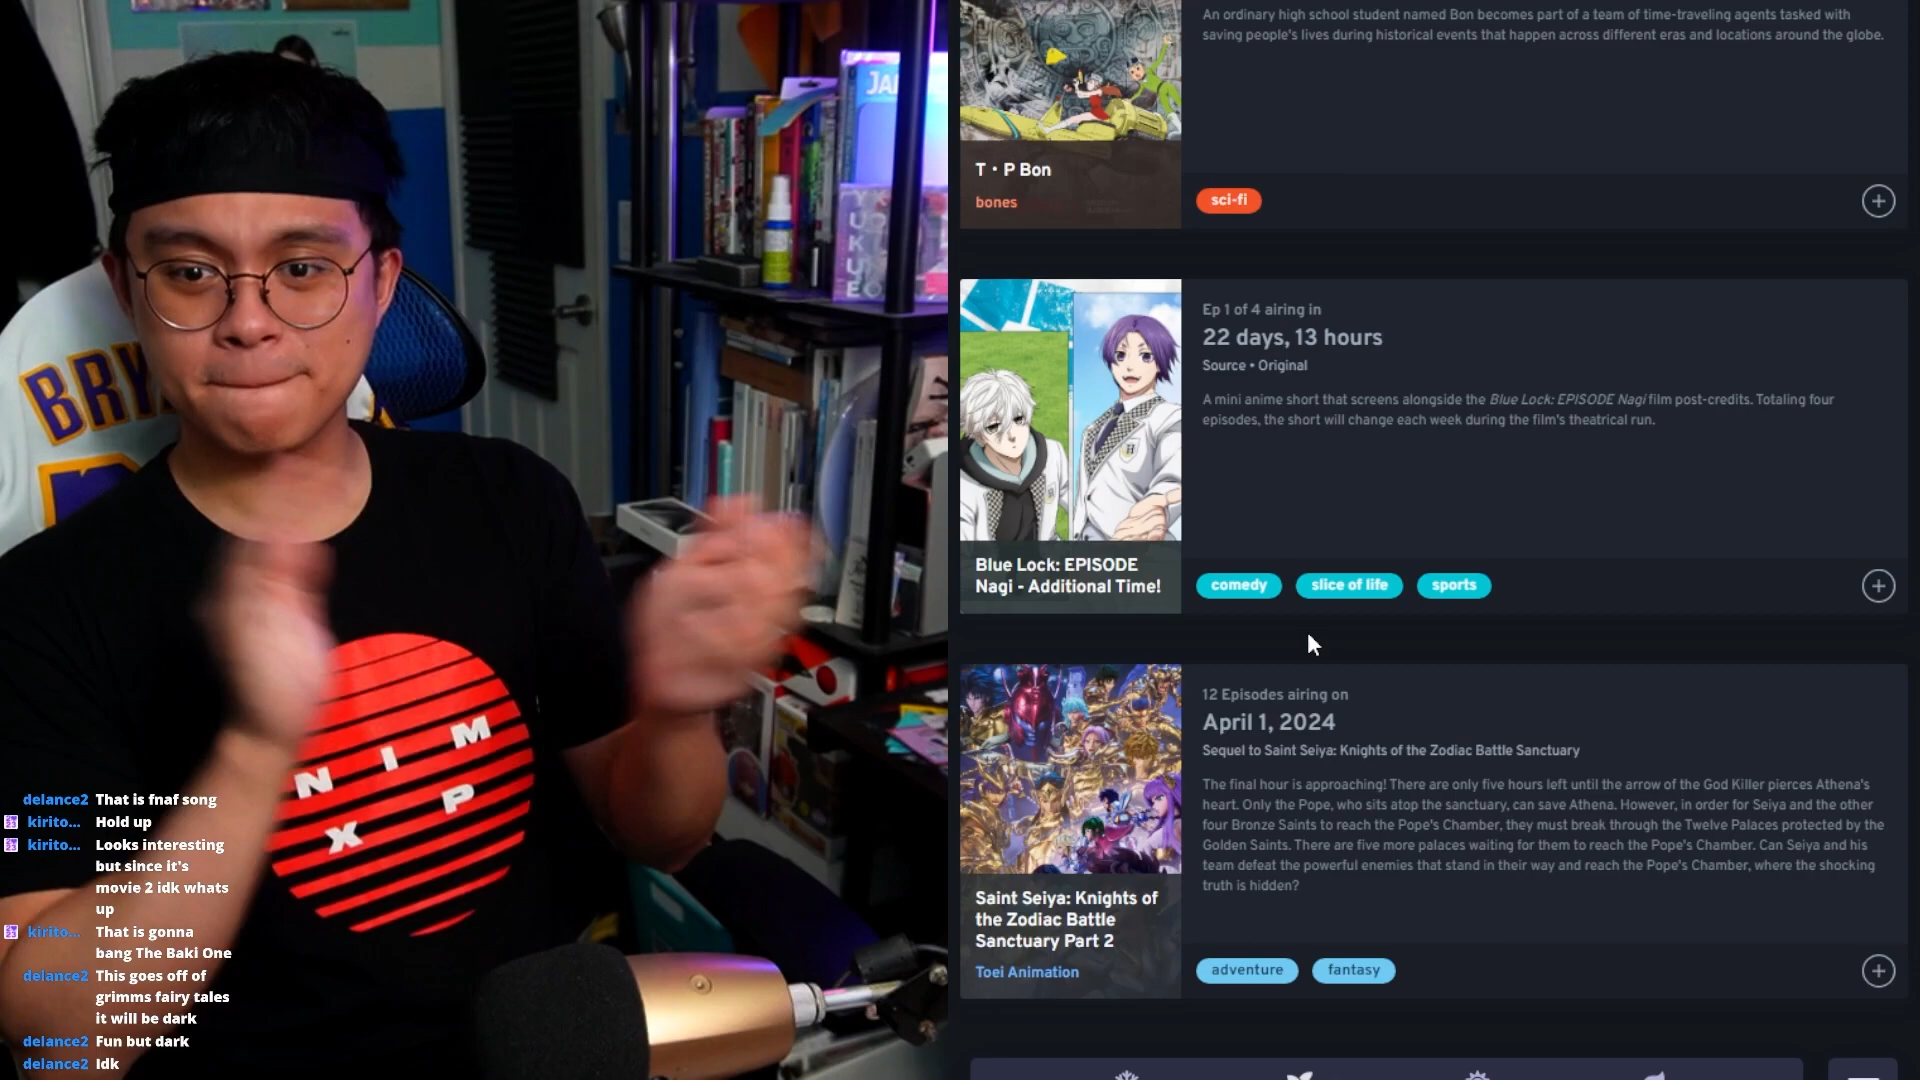 BRY
JA
Y
U
K
U
E
N I M
X P
delance2 That is fnaf song
kirito... Hold up
kirito... Looks interesting
but since it's
movie 2 idk whats
up
kirito... That is gonna
bang The Baki One
delance2 This goes off of
grimms fairy tales
it will be dark
delance2 Fun but dark
delance2 Idk
An ordinary high school student named Bon becomes part of a team of time-traveling agents tasked with
saving people's lives during historical events that happen across different eras and locations around the globe.
T・P Bon
bones
sci-fi
Ep 1 of 4 airing in
22 days, 13 hours
Source • Original
A mini anime short that screens alongside the Blue Lock: EPISODE Nagi film post-credits. Totaling four
episodes, the short will change each week during the film's theatrical run.
Blue Lock: EPISODE
Nagi - Additional Time!
comedy
slice of life
sports
12 Episodes airing on
April 1, 2024
Sequel to Saint Seiya: Knights of the Zodiac Battle Sanctuary
The final hour is approaching! There are only five hours left until the arrow of the God Killer pierces Athena's
heart. Only the Pope, who sits atop the sanctuary, can save Athena. However, in order for Seiya and the other
four Bronze Saints to reach the Pope's Chamber, they must break through the Twelve Palaces protected by the
Golden Saints. There are five more palaces waiting for them to reach the Pope's Chamber. Can Seiya and his
team defeat the powerful enemies that stand in their way and reach the Pope's Chamber, where the shocking
truth is hidden?
Saint Seiya: Knights of
the Zodiac Battle
Sanctuary Part 2
Toei Animation
adventure
fantasy